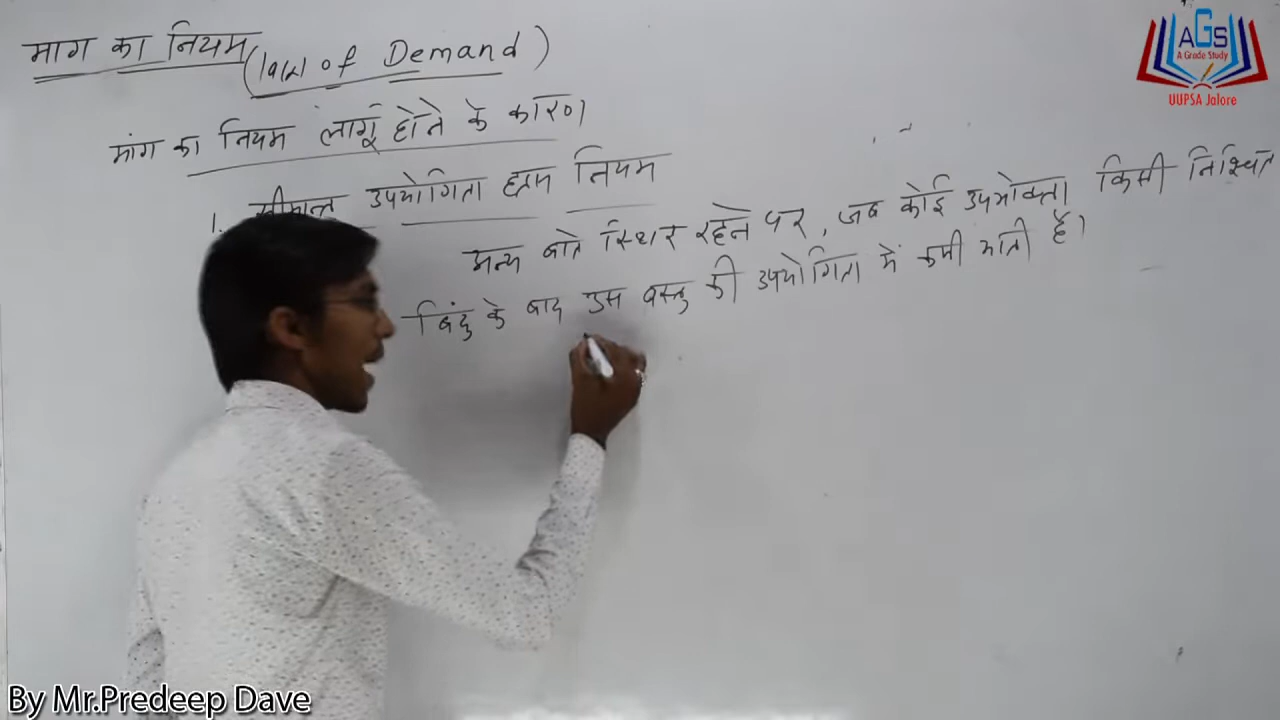 माग का नियम (law of Demand)
मांग का नियम लागू होने के कारण
1. सीमान्त उपयोगिता ह्रास नियम
अन्य बाते स्थिर रहने पर, जब कोई उपभोक्ता किसी निश्चित
बिंदु के बाद उस वस्तु की उपयोगिता में कमी आती है।
AGS
A Grade Study
UUPSA Jalore
By Mr.Predeep Dave